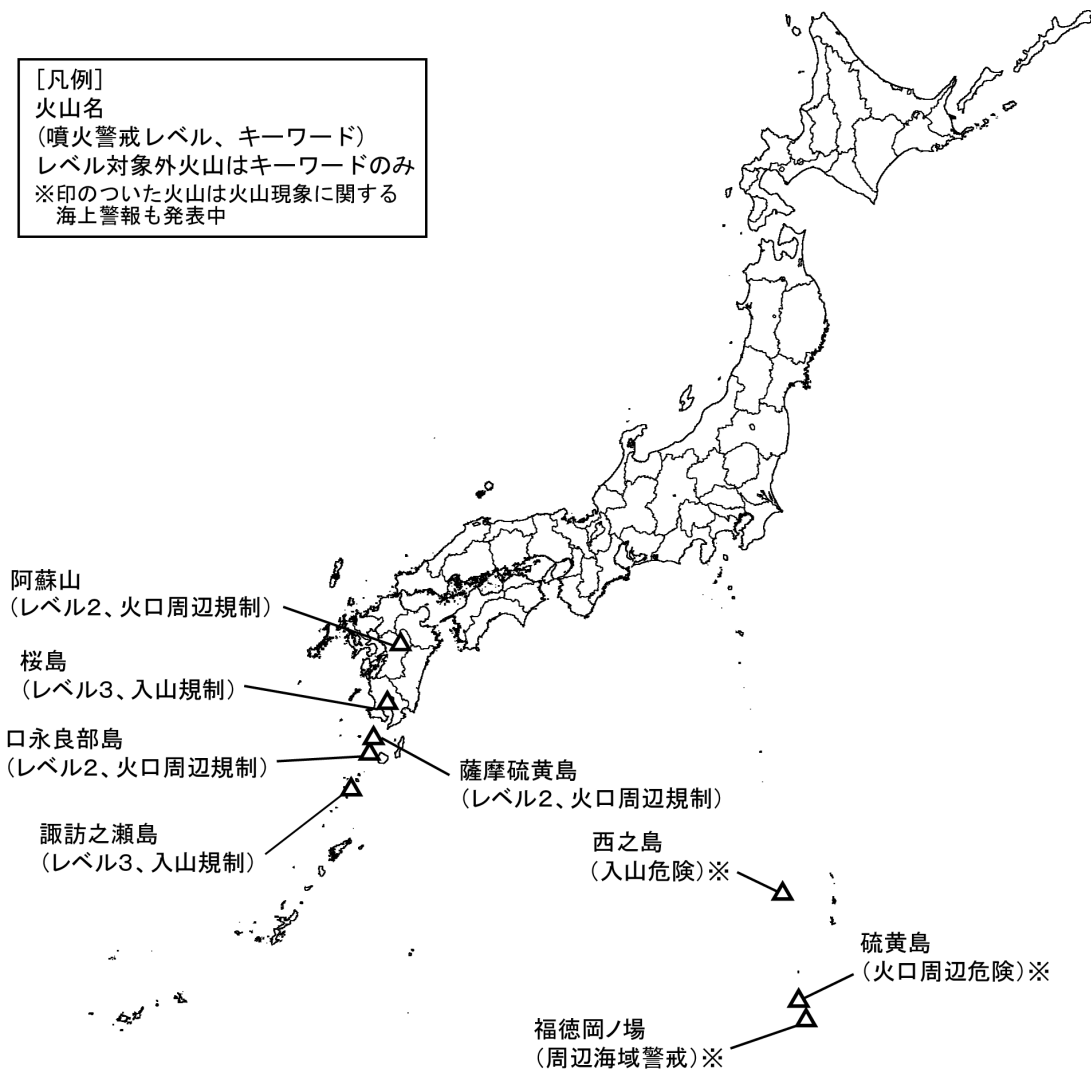 ［凡例］
火山名
（噴火警戒レベル、キーワード）
レベル対象外火山はキーワードのみ
※印のついた火山は火山現象に関する
海上警報も発表中
阿蘇山
（レベル２、火口周辺規制）
桜島
（レベル３、入山規制）
口永良部島
（レベル２、火口周辺規制）
薩摩硫黄島
（レベル２、火口周辺規制）
諏訪之瀬島
（レベル３、入山規制）
西之島
（入山危険）※
硫黄島
（火口周辺危険）※
福徳岡ノ場
（周辺海域警戒）※